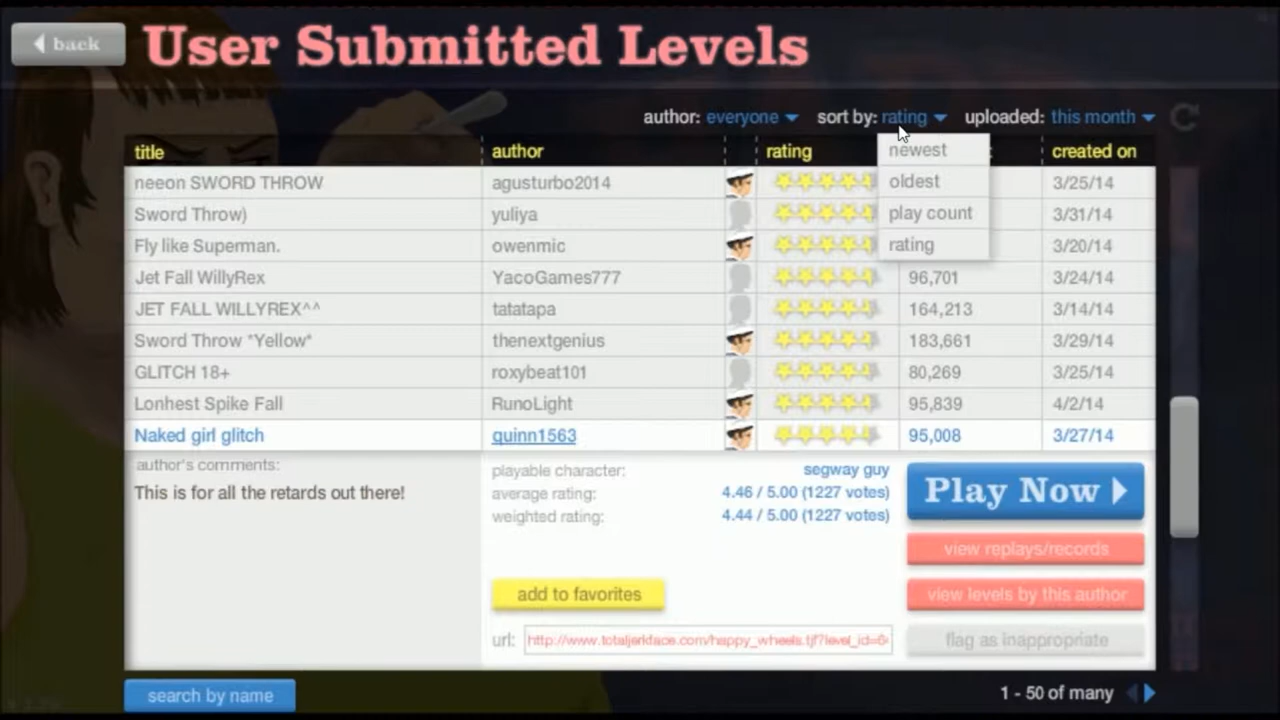 back
User Submitted Levels
author: everyone sort by: rating uploaded: this month
title author rating created on
newest
oldest
play count
rating
neeon SWORD THROW agusturbo2014 3/25/14
Sword Throw) yuliya 3/31/14
Fly like Superman. owenmic 3/20/14
Jet Fall WillyRex YacoGames777 96,701 3/24/14
JET FALL WILLYREX^^ tatatapa 164,213 3/14/14
Sword Throw *Yellow* thenextgenius 183,661 3/29/14
GLITCH 18+ roxybeat101 80,269 3/25/14
Lonhest Spike Fall RunoLight 95,839 4/2/14
Naked girl glitch quinn1563 95,008 3/27/14
author's comments:
This is for all the retards out there!
playable character: segway guy
average rating: 4.46 / 5.00 (1227 votes)
weighted rating: 4.44 / 5.00 (1227 votes)
Play Now
view replays/records
add to favorites
view levels by this author
url: http://www.totaljerkface.com/happy_wheels.tjf?level_id=6
flag as inappropriate
search by name
1 - 50 of many